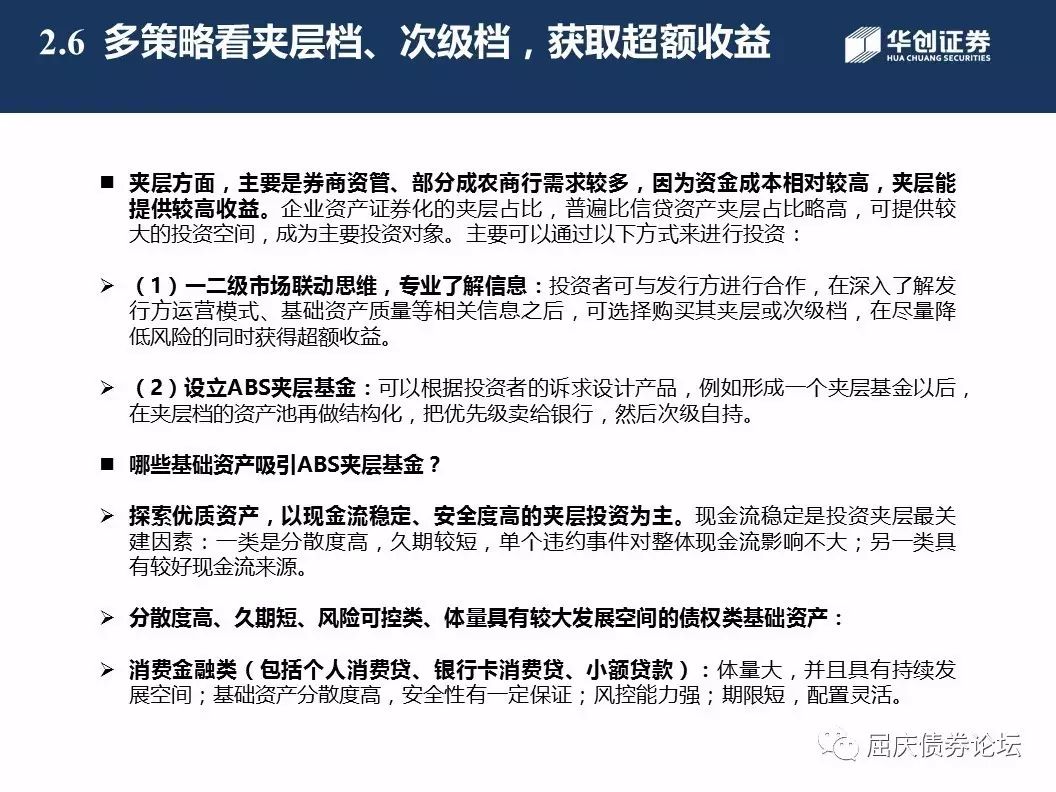 2.6 多策略看夹层档、次级档，获取超额收益
华创证券
HUA CHUANG SECURITIES
■ 夹层方面，主要是券商资管、部分成农商行需求较多，因为资金成本相对较高，夹层能
提供较高收益。企业资产证券化的夹层占比，普遍比信贷资产夹层占比略高，可提供较
大的投资空间，成为主要投资对象。主要可以通过以下方式来进行投资：
➢ （1）一二级市场联动思维，专业了解信息：投资者可与发行方进行合作，在深入了解发
行方运营模式、基础资产质量等相关信息之后，可选择购买其夹层或次级档，在尽量降
低风险的同时获得超额收益。
➢ （2）设立ABS夹层基金：可以根据投资者的诉求设计产品，例如形成一个夹层基金以后，
在夹层档的资产池再做结构化，把优先级卖给银行，然后次级自持。
■ 哪些基础资产吸引ABS夹层基金？
➢ 探索优质资产，以现金流稳定、安全度高的夹层投资为主。现金流稳定是投资夹层最关
建因素：一类是分散度高，久期较短，单个违约事件对整体现金流影响不大；另一类具
有较好现金流来源。
➢ 分散度高、久期短、风险可控类、体量具有较大发展空间的债权类基础资产：
➢ 消费金融类（包括个人消费贷、银行卡消费贷、小额贷款）：体量大，并且具有持续发
展空间；基础资产分散度高，安全性有一定保证；风控能力强；期限短，配置灵活。
屈庆债券论坛